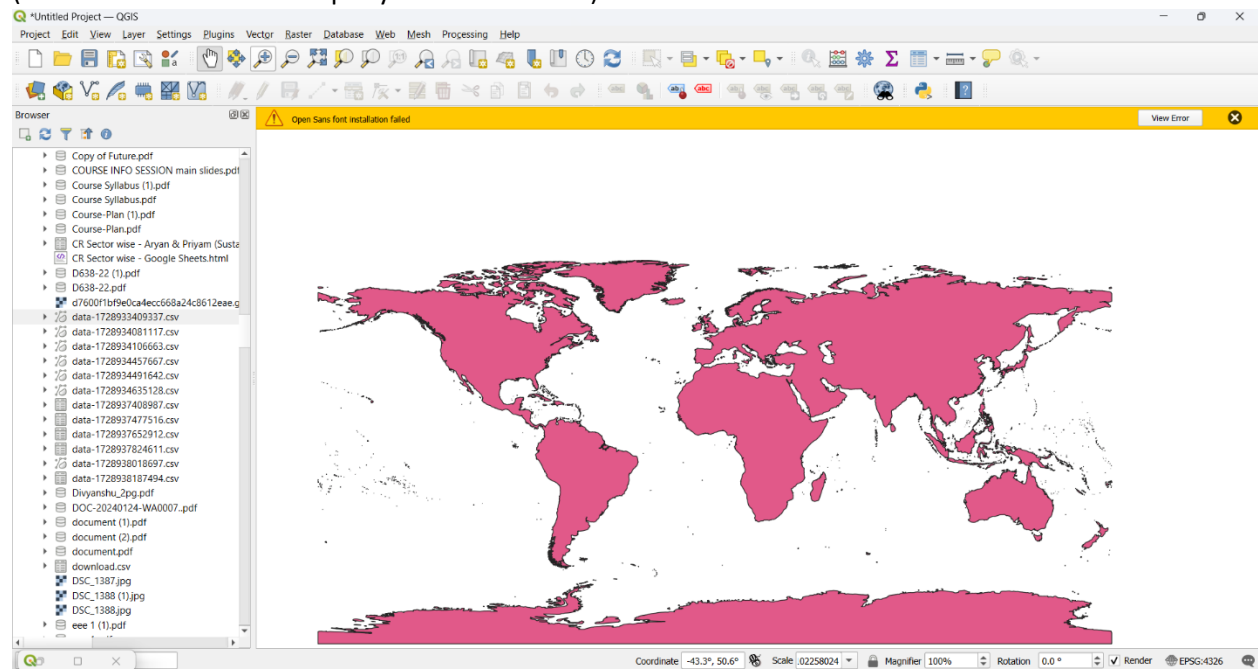 *Untitled Project — QGIS
Project Edit View Layer Settings Plugins Vector Raster Database Web Mesh Processing Help
Browser
Open Sans font installation failed
View Error
Copy of Future.pdf
COURSE INFO SESSION main slides.pdf
Course Syllabus (1).pdf
Course Syllabus.pdf
Course-Plan (1).pdf
Course-Plan.pdf
CR Sector wise - Aryan & Priyam (Susta
CR Sector wise - Google Sheets.html
D638-22 (1).pdf
D638-22.pdf
d7600f1bf9e0ca4ecc668a24c8612eae.g
data-1728933409337.csv
data-1728934081117.csv
data-1728934106663.csv
data-1728934457667.csv
data-1728934491642.csv
data-1728934635128.csv
data-1728937408987.csv
data-1728937477516.csv
data-1728937652912.csv
data-1728937824611.csv
data-1728938018697.csv
data-1728938187494.csv
Divyanshu_2pg.pdf
DOC-20240124-WA0007..pdf
document (1).pdf
document (2).pdf
document.pdf
download.csv
DSC_1387.jpg
DSC_1388 (1).jpg
DSC_1388.jpg
eee 1 (1).pdf
Coordinate -43.3°, 50.6° Scale .02258024 Magnifier 100% Rotation 0.0 ° Render EPSG:4326